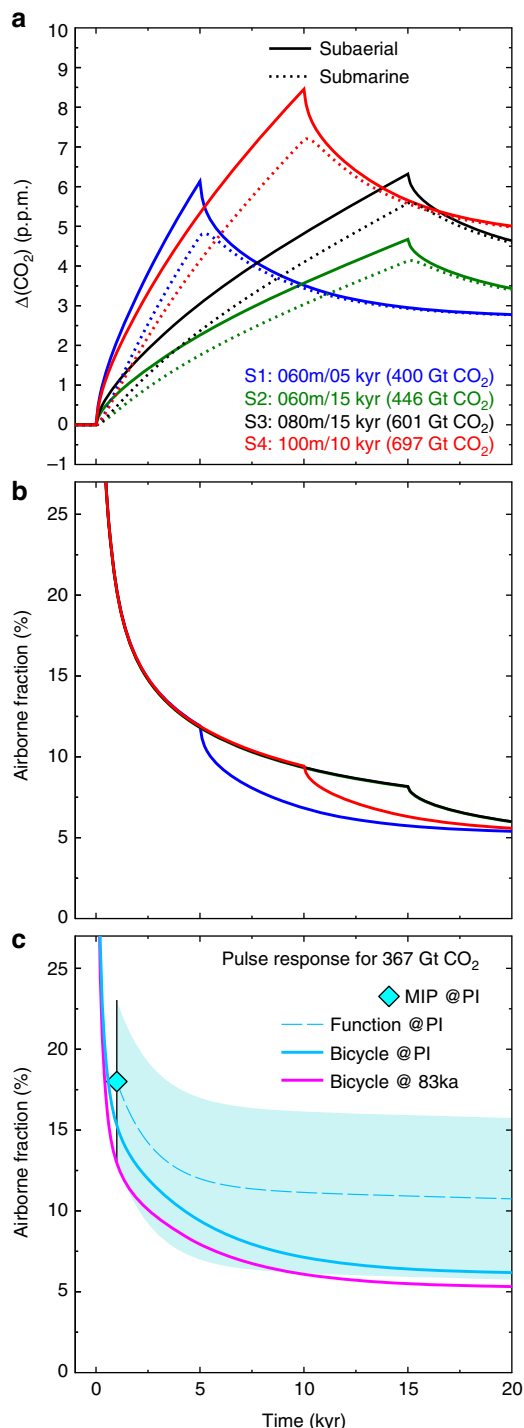 a
10
9
8
7
6
5
4
3
2
1
0
−1
Δ(CO₂) (p.p.m.)
Subaerial
Submarine
S1: 060m/05 kyr (400 Gt CO₂)
S2: 060m/15 kyr (446 Gt CO₂)
S3: 080m/15 kyr (601 Gt CO₂)
S4: 100m/10 kyr (697 Gt CO₂)
b
25
20
15
10
5
0
Airborne fraction (%)
c
25
20
15
10
5
0
Airborne fraction (%)
Pulse response for 367 Gt CO₂
MIP @PI
Function @PI
Bicycle @PI
Bicycle @ 83ka
0 5 10 15 20
Time (kyr)